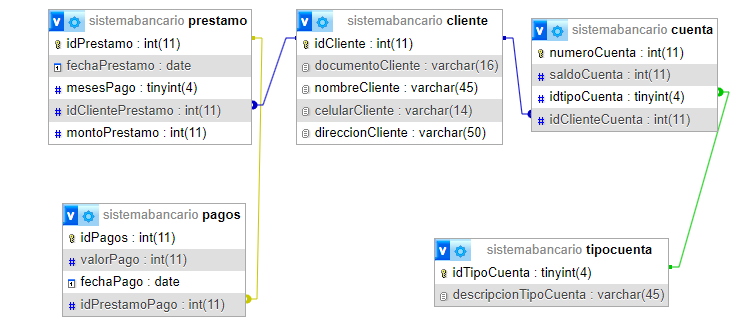 v sistemabancario prestamo
idPrestamo : int(11)
fechaPrestamo : date
# mesesPago : tinyint(4)
# idClientePrestamo : int(11)
# montoPrestamo : int(11)
v sistemabancario cliente
idCliente : int(11)
documentoCliente : varchar(16)
nombreCliente : varchar(45)
celularCliente : varchar(14)
direccionCliente : varchar(50)
v sistemabancario cuenta
numeroCuenta : int(11)
# saldoCuenta : int(11)
# idtipoCuenta : tinyint(4)
# idClienteCuenta : int(11)
v sistemabancario pagos
idPagos : int(11)
# valorPago : int(11)
fechaPago : date
# idPrestamoPago : int(11)
v sistemabancario tipocuenta
idTipoCuenta : tinyint(4)
descripcionTipoCuenta : varchar(45)